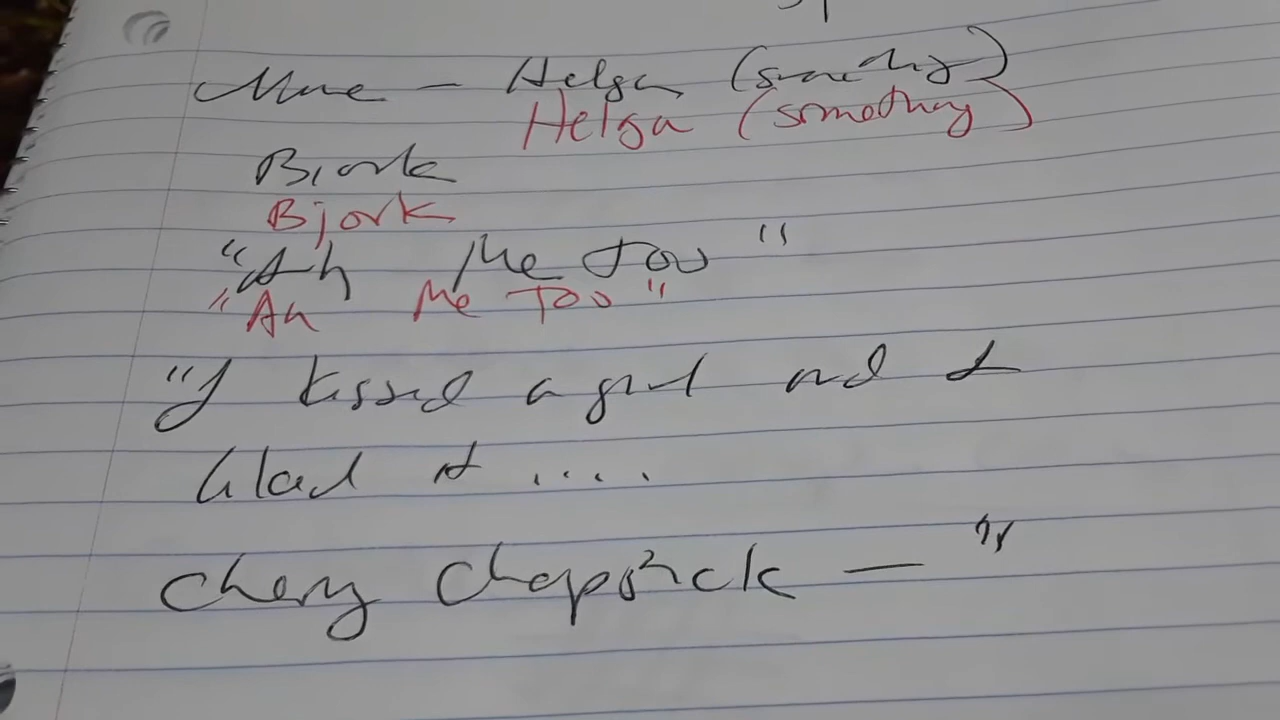 Mine - Helga (something)
Helga (something)
Bjork
Bjork
"Ah Me Too"
"Ah Me Too"
"I kissed a girl and I
liked it ....
cherry chapstick - "